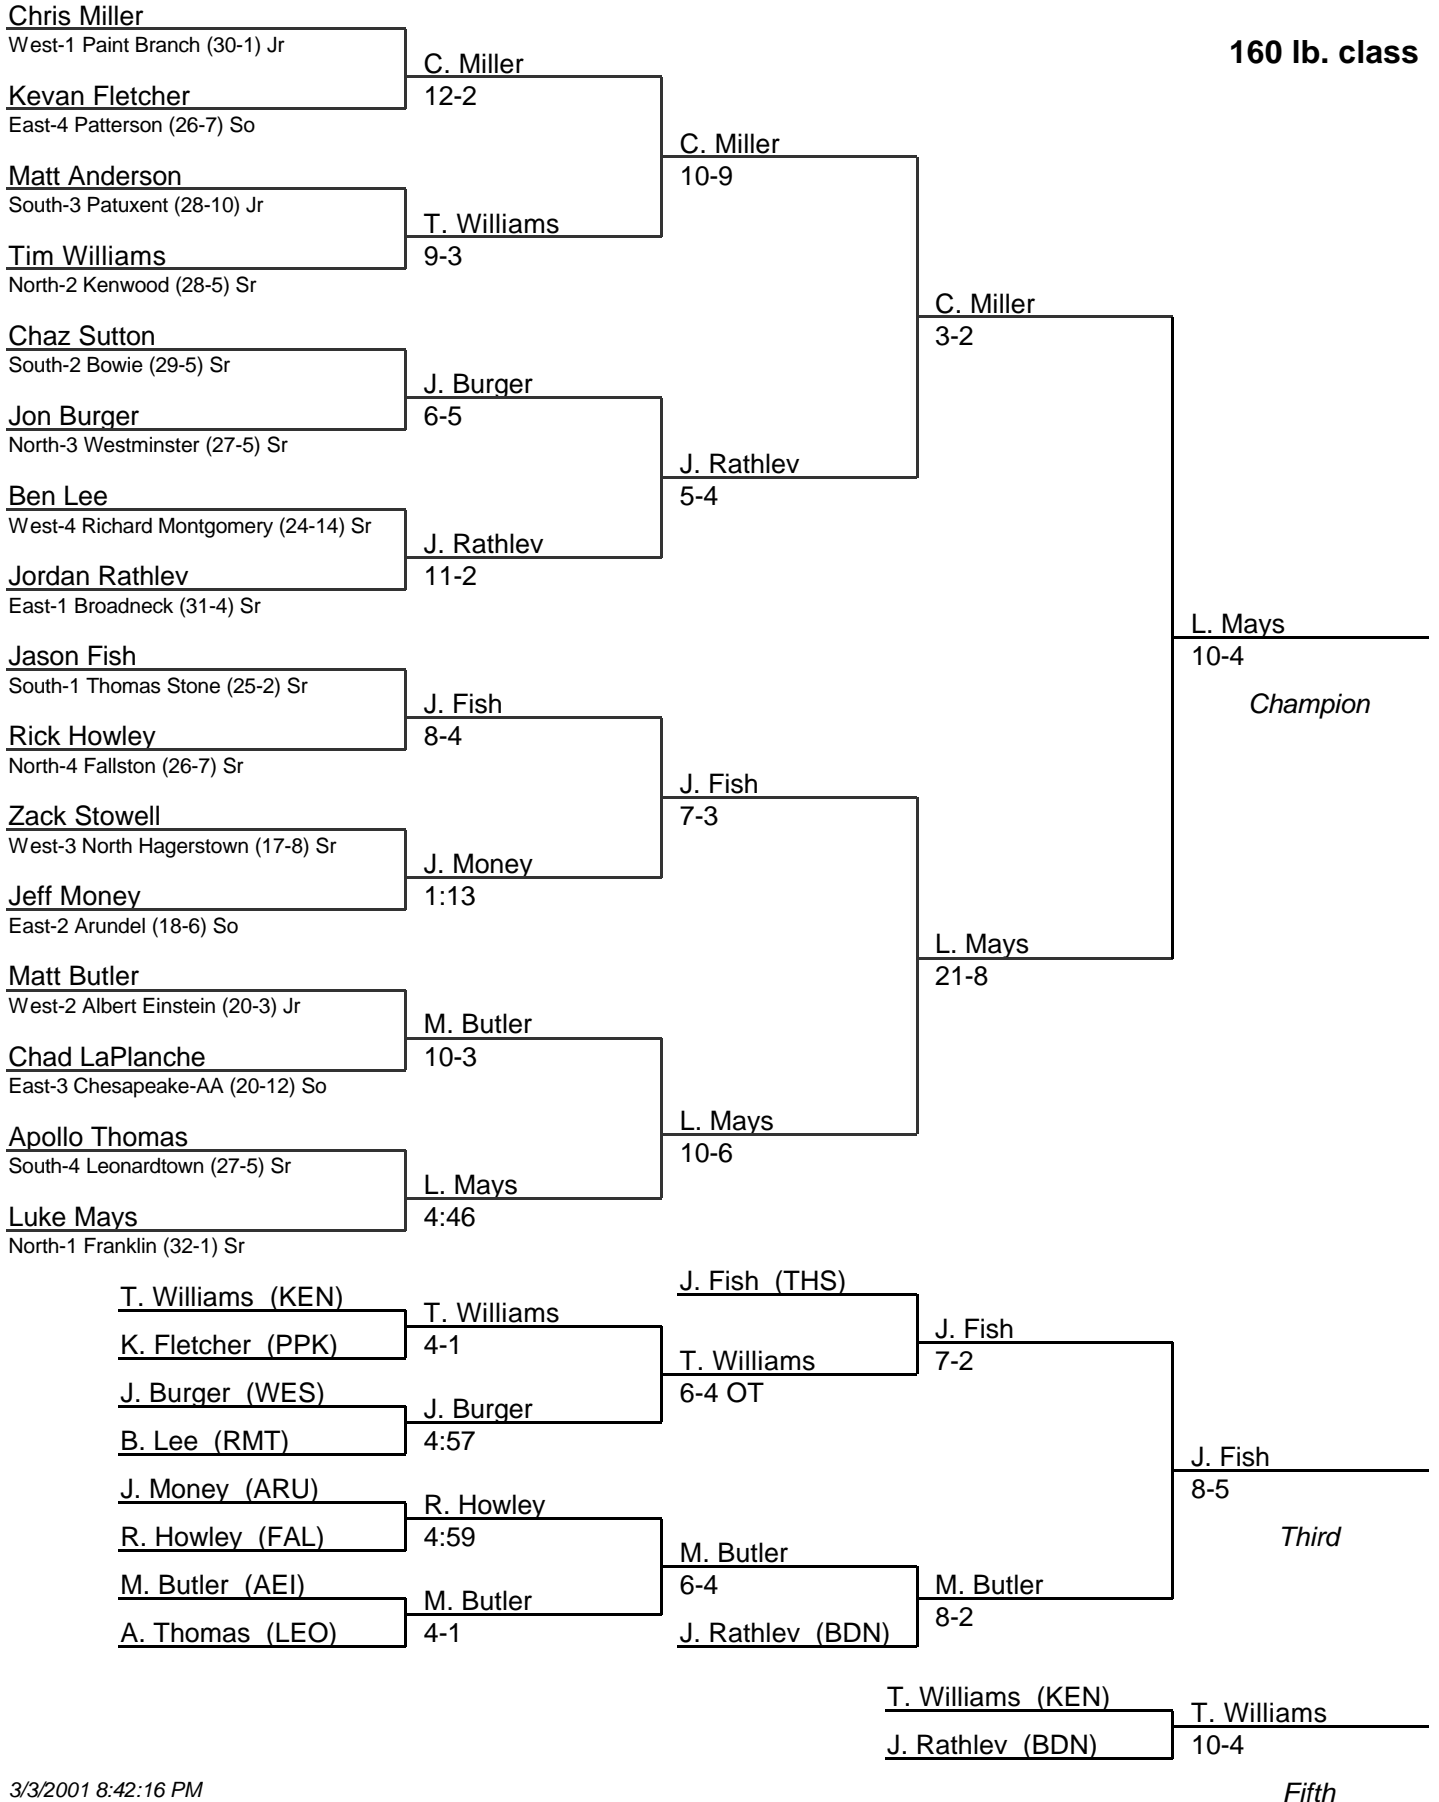 160 lb. class
Chris Miller
West-1 Paint Branch (30-1) Jr
Kevan Fletcher
East-4 Patterson (26-7) So
Matt Anderson
South-3 Patuxent (28-10) Jr
Tim Williams
North-2 Kenwood (28-5) Sr
Chaz Sutton
South-2 Bowie (29-5) Sr
Jon Burger
North-3 Westminster (27-5) Sr
Ben Lee
West-4 Richard Montgomery (24-14) Sr
Jordan Rathlev
East-1 Broadneck (31-4) Sr
Jason Fish
South-1 Thomas Stone (25-2) Sr
Rick Howley
North-4 Fallston (26-7) Sr
Zack Stowell
West-3 North Hagerstown (17-8) Sr
Jeff Money
East-2 Arundel (18-6) So
Matt Butler
West-2 Albert Einstein (20-3) Jr
Chad LaPlanche
East-3 Chesapeake-AA (20-12) So
Apollo Thomas
South-4 Leonardtown (27-5) Sr
Luke Mays
North-1 Franklin (32-1) Sr
C. Miller
12-2
T. Williams
9-3
J. Burger
6-5
J. Rathlev
11-2
J. Fish
8-4
J. Money
1:13
M. Butler
10-3
L. Mays
4:46
C. Miller
10-9
J. Rathlev
5-4
J. Fish
7-3
L. Mays
10-6
C. Miller
3-2
L. Mays
21-8
L. Mays
10-4
Champion
T. Williams (KEN)
K. Fletcher (PPK)
J. Burger (WES)
B. Lee (RMT)
J. Money (ARU)
R. Howley (FAL)
M. Butler (AEI)
A. Thomas (LEO)
T. Williams
4-1
J. Burger
4:57
R. Howley
4:59
M. Butler
4-1
J. Fish (THS)
T. Williams
6-4 OT
M. Butler
6-4
J. Rathlev (BDN)
J. Fish
7-2
M. Butler
8-2
J. Fish
8-5
Third
T. Williams (KEN)
J. Rathlev (BDN)
T. Williams
10-4
Fifth
3/3/2001 8:42:16 PM